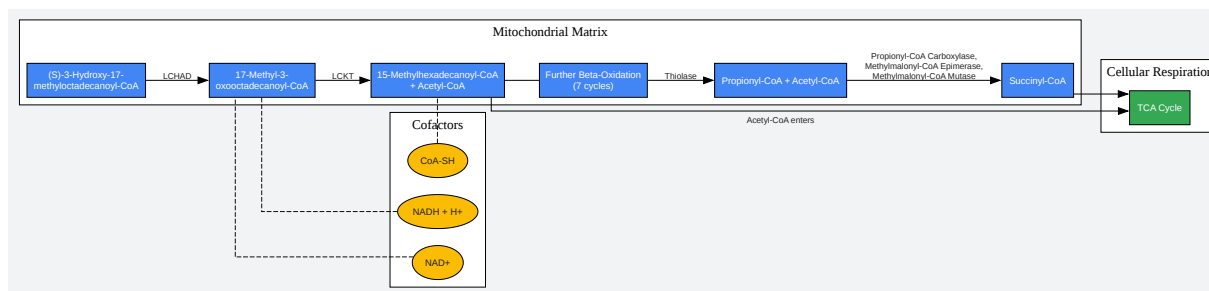 Mitochondrial Matrix
(S)-3-Hydroxy-17-
methyloctadecanoyl-CoA
LCHAD
17-Methyl-3-
oxooctadecanoyl-CoA
LCKT
15-Methylhexadecanoyl-CoA
+ Acetyl-CoA
Further Beta-Oxidation
(7 cycles)
Thiolase
Propionyl-CoA + Acetyl-CoA
Propionyl-CoA Carboxylase,
Methylmalonyl-CoA Epimerase,
Methylmalonyl-CoA Mutase
Succinyl-CoA
Cellular Respiration
TCA Cycle
Acetyl-CoA enters
Cofactors
CoA-SH
NADH + H+
NAD+